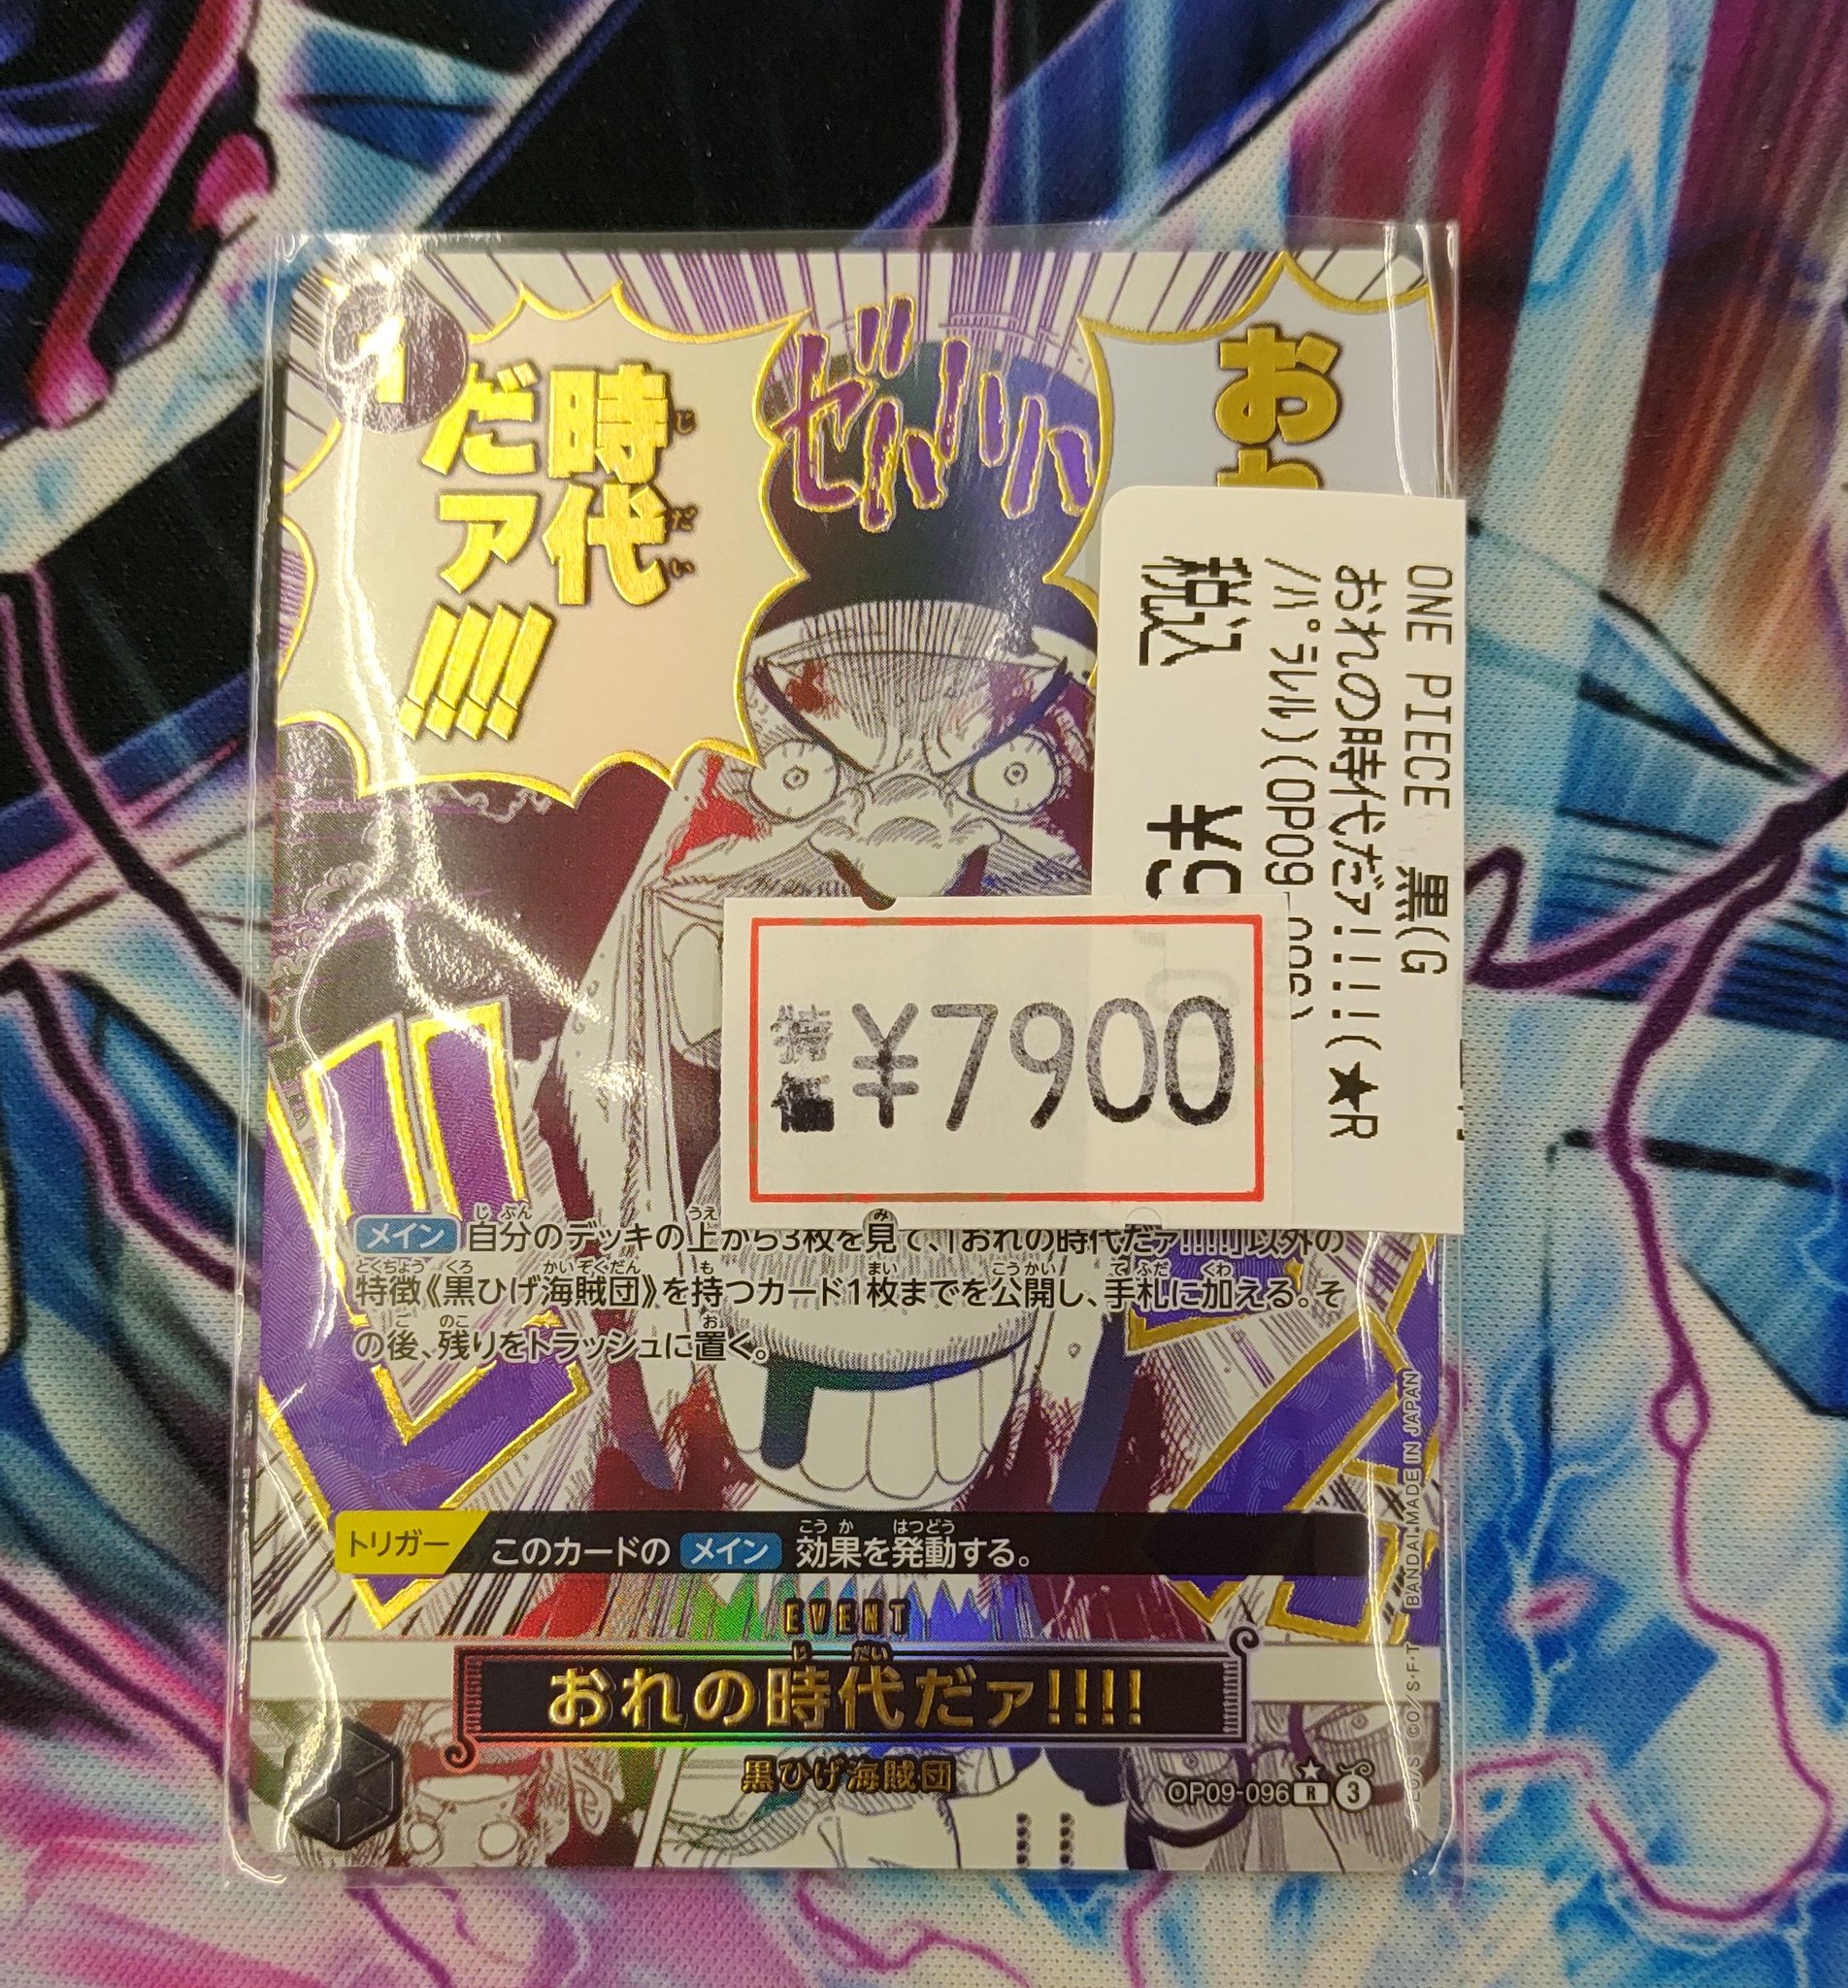 1
お
ゼハハハハ
時代
だァ
!!!!
ONE PIECE 黒(G
おれの時代だァ!!!!(★R
/パラレル)(OP09-096)
税込
特価 ¥7900
メイン 自分のデッキの上から3枚を見て、「おれの時代だァ!!!!」以外の
特徴《黒ひげ海賊団》を持つカード1枚までを公開し、手札に加える。そ
の後、残りをトラッシュに置く。
トリガー このカードの メイン 効果を発動する。
EVENT
おれの時代だァ!!!!
黒ひげ海賊団
OP09-096 R 3
BANDAI MADE IN JAPAN